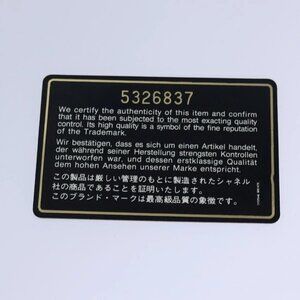 5326837
We certify the authenticity of this item and confirm
that it has been subjected to the most exacting quality
control. Its high quality is a symbol of the fine reputation
of the Trademark.
Wir bestätigen, dass es sich um einen Artikel handelt,
der während seiner Herstellung strengsten Kontrollen
unterworfen war, und dessen erstklassige Qualität
dem hohen Ansehen unserer Marke entspricht.
この製品は厳しい管理のもとに製造されたシャネル
社の商品であることを証明いたします。
このブランド・マークは最高級品質の象徴です。